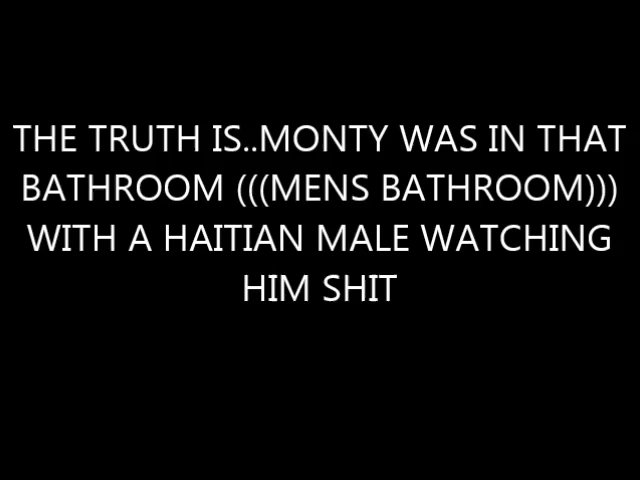 THE TRUTH IS..MONTY WAS IN THAT
BATHROOM (((MENS BATHROOM)))
WITH A HAITIAN MALE WATCHING
HIM SHIT